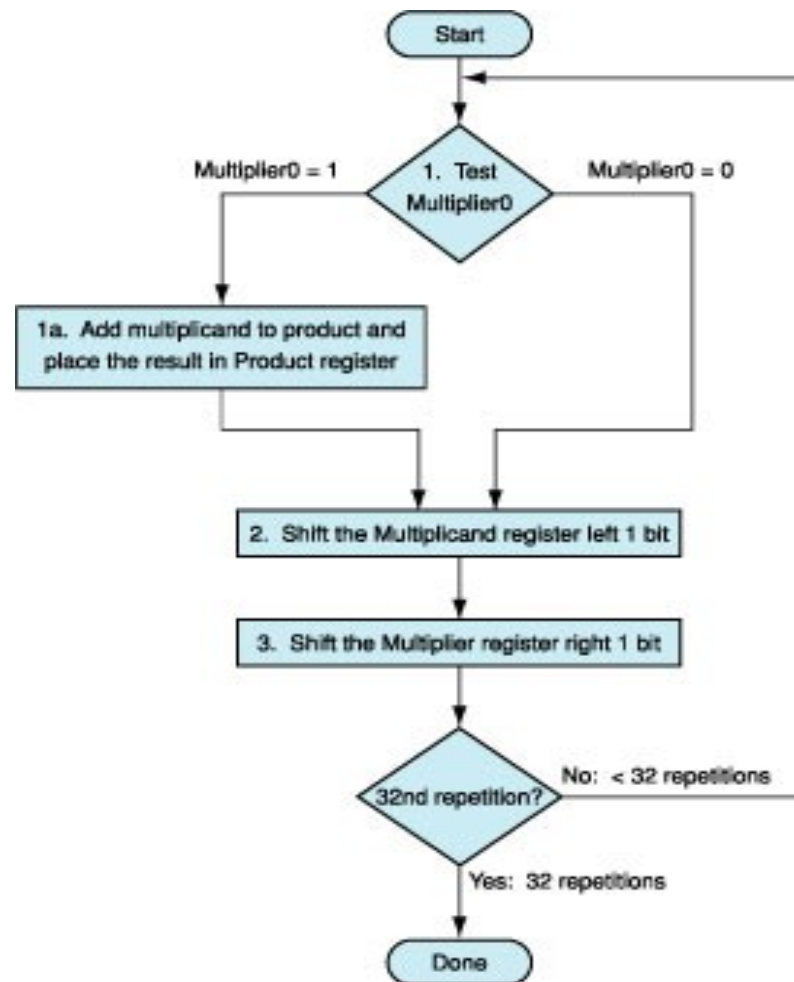 Start
Multiplier0 = 1
1. Test
Multiplier0
Multiplier0 = 0
1a. Add multiplicand to product and
place the result in Product register
2. Shift the Multiplicand register left 1 bit
3. Shift the Multiplier register right 1 bit
32nd repetition?
No: < 32 repetitions
Yes: 32 repetitions
Done